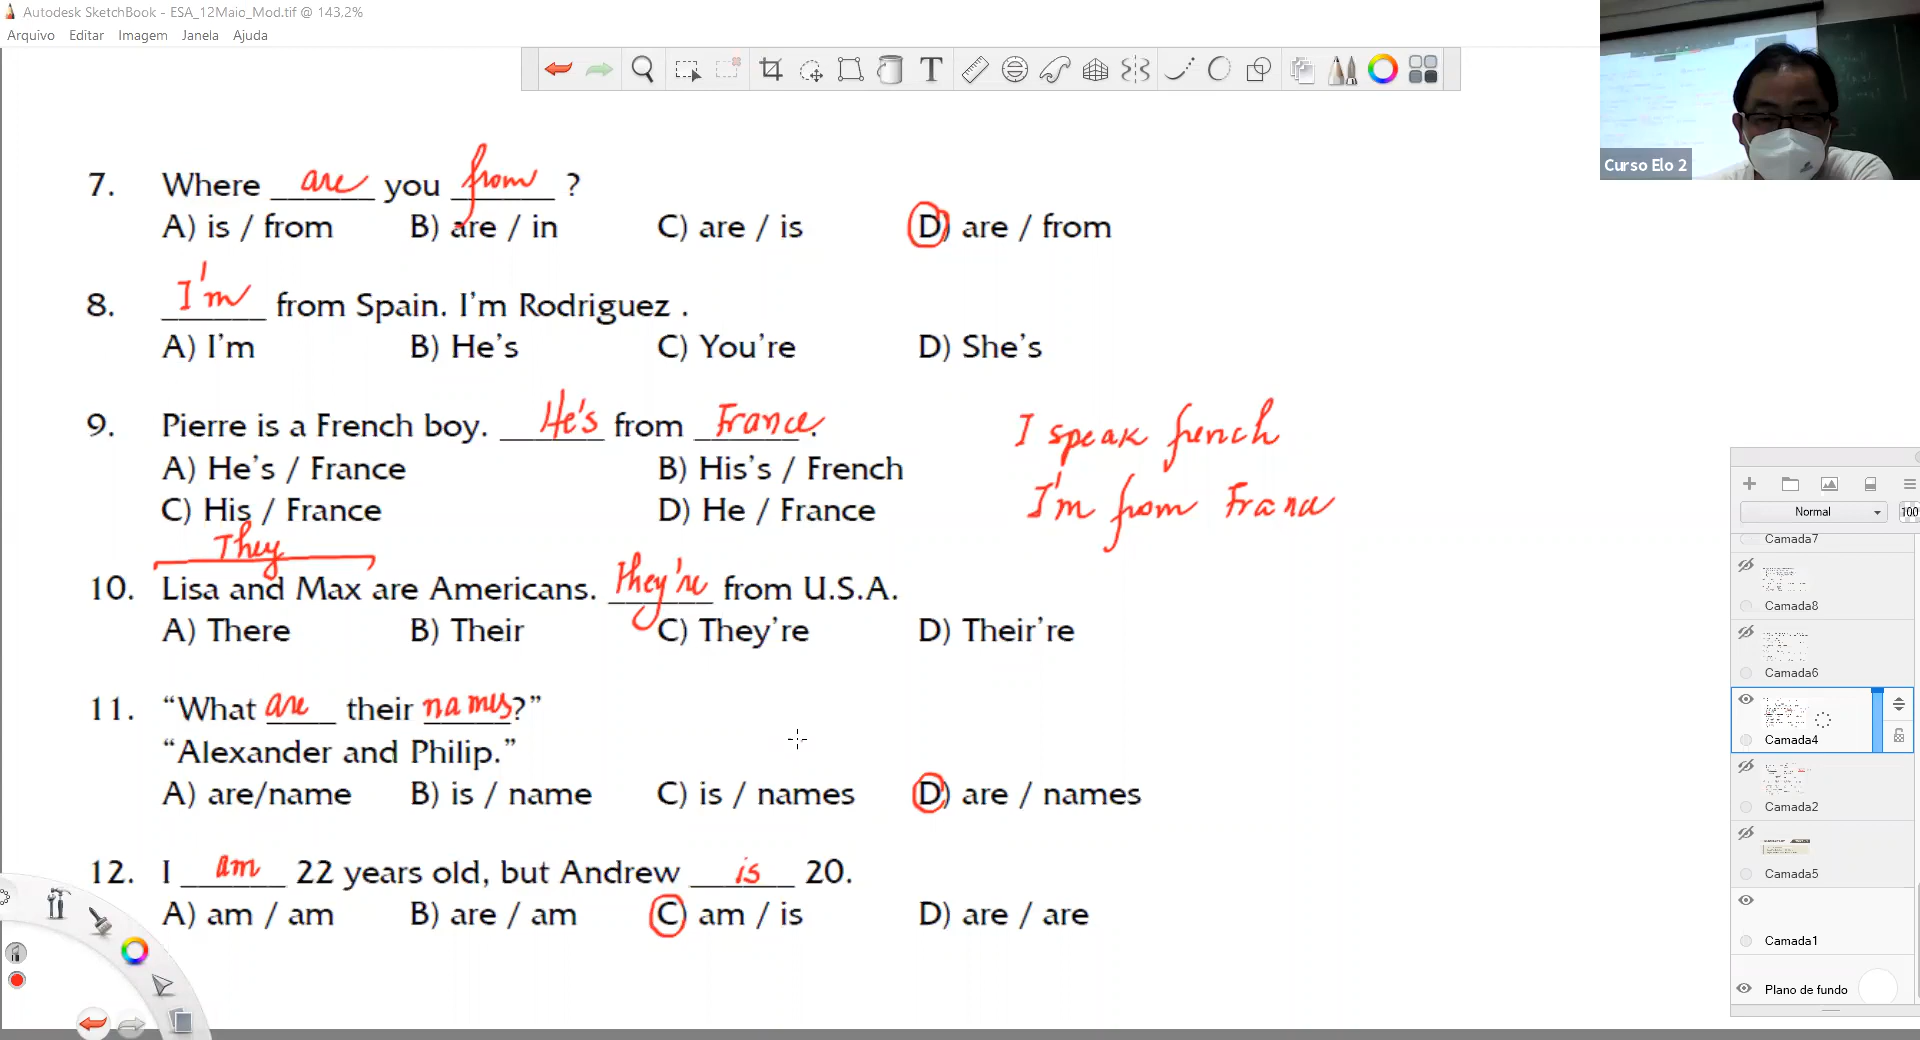 Autodesk SketchBook - ESA_12Maio_Mod.tif @ 143,2%
Arquivo Editar Imagem Janela Ajuda
Curso Elo 2
7. Where are you from ?
A) is / from B) are / in C) are / is D) are / from
8. I'm from Spain. I'm Rodriguez .
A) I'm B) He's C) You're D) She's
9. Pierre is a French boy. He's from France.
A) He's / France B) His's / French
C) His / France D) He / France
I speak french
I'm from France
They
10. Lisa and Max are Americans. they're from U.S.A.
A) There B) Their C) They're D) Their're
11. “What are their names?”
“Alexander and Philip.”
A) are/name B) is / name C) is / names D) are / names
12. I am 22 years old, but Andrew is 20.
A) am / am B) are / am C) am / is D) are / are
Normal 100
Camada7
Camada8
Camada6
Camada4
Camada2
Camada5
Camada1
Plano de fundo